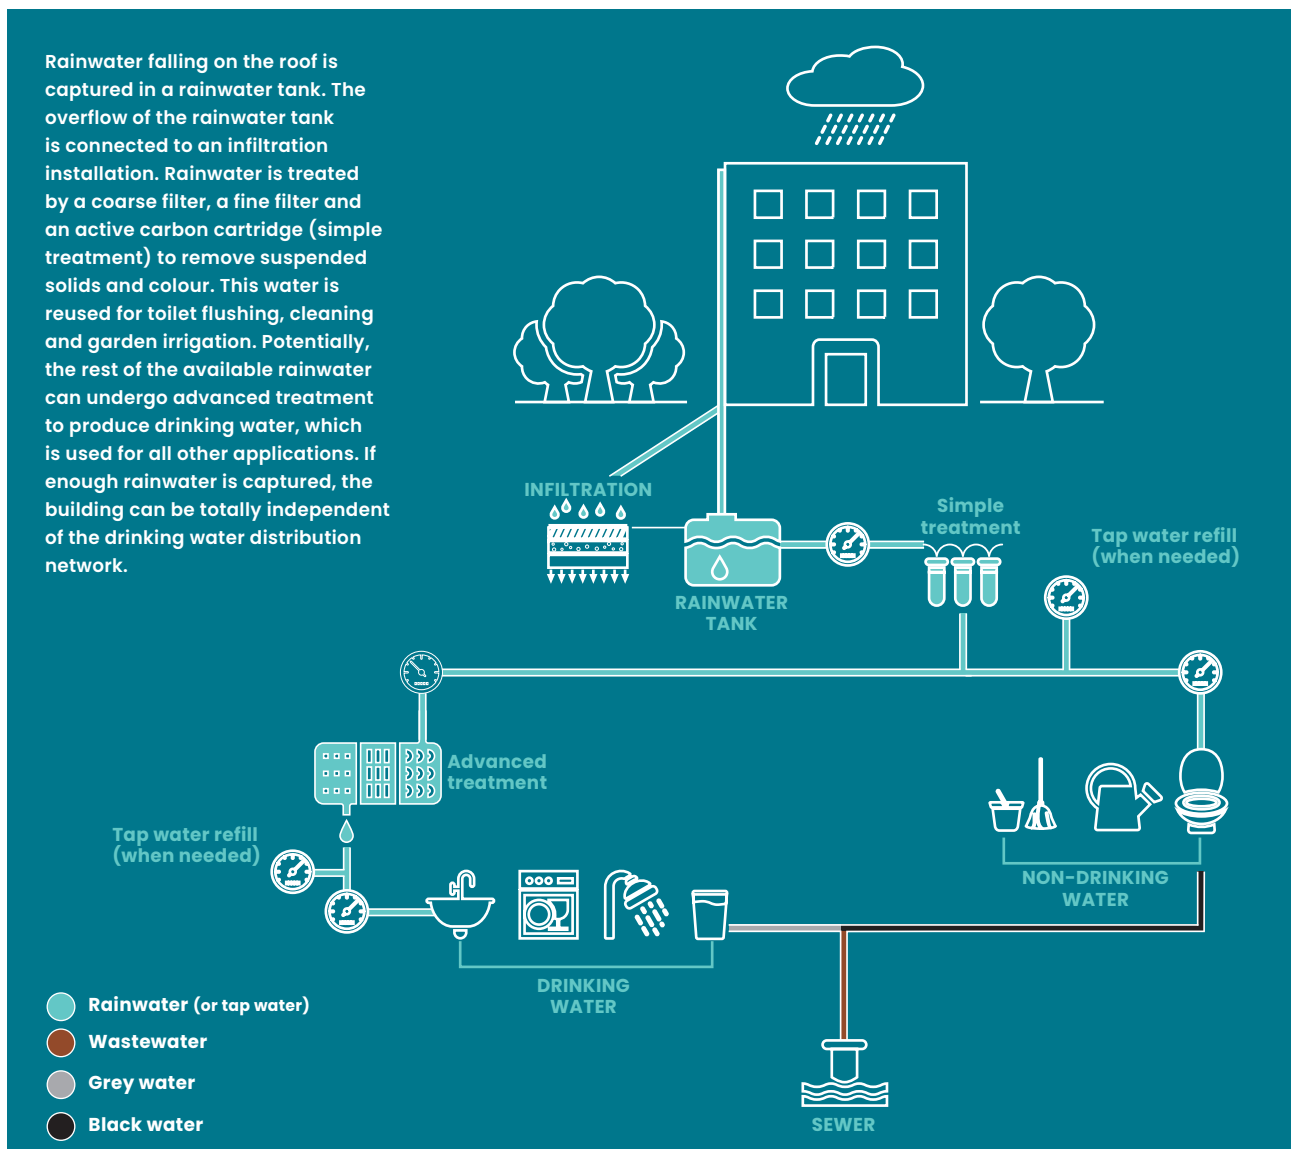 Rainwater falling on the roof is
captured in a rainwater tank. The
overflow of the rainwater tank
is connected to an infiltration
installation. Rainwater is treated
by a coarse filter, a fine filter and
an active carbon cartridge (simple
treatment) to remove suspended
solids and colour. This water is
reused for toilet flushing, cleaning
and garden irrigation. Potentially,
the rest of the available rainwater
can undergo advanced treatment
to produce drinking water, which
is used for all other applications. If
enough rainwater is captured, the
building can be totally independent
of the drinking water distribution
network.
INFILTRATION
RAINWATER
TANK
Simple
treatment
Tap water refill
(when needed)
Advanced
treatment
Tap water refill
(when needed)
NON-DRINKING
WATER
DRINKING
WATER
SEWER
Rainwater (or tap water)
Wastewater
Grey water
Black water